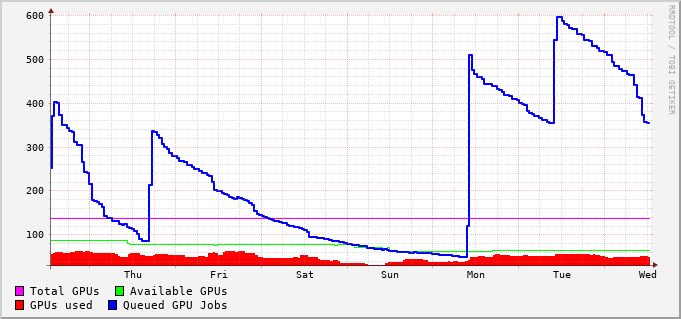 600
500
400
300
200
100
Thu Fri Sat Sun Mon Tue Wed
Total GPUs Available GPUs
GPUs used Queued GPU Jobs
RRDTOOL / TOBI OETIKER